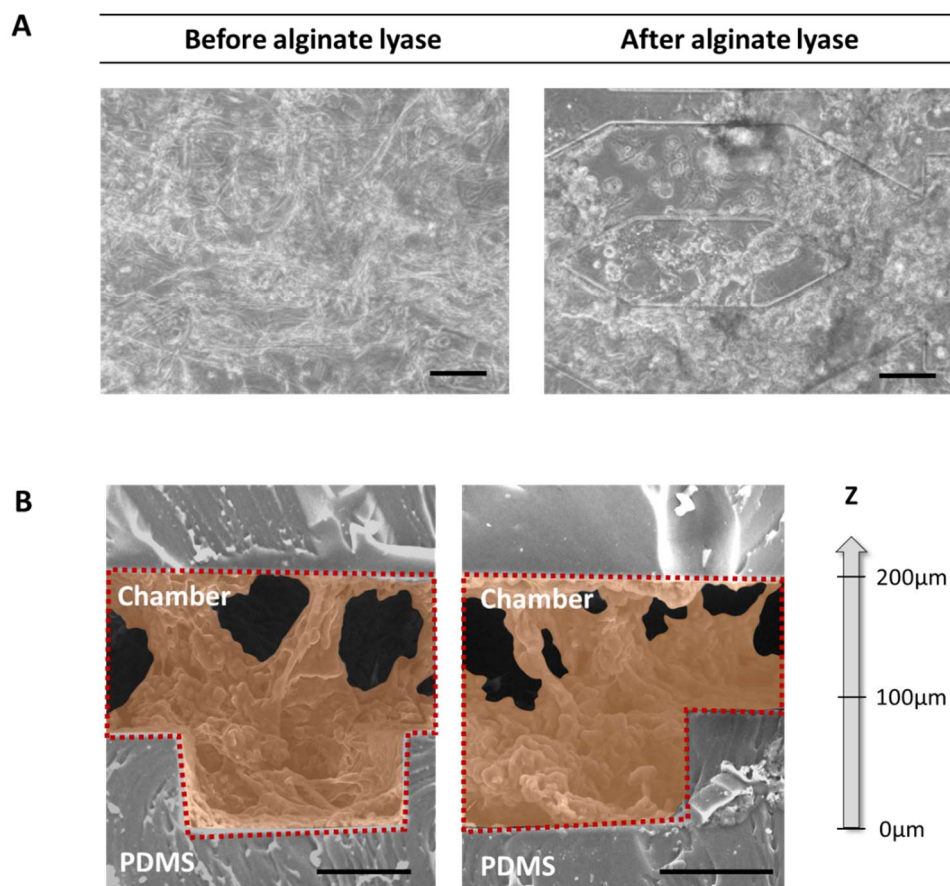 A
Before alginate lyase
After alginate lyase
B
Chamber
PDMS
Chamber
PDMS
Z
200μm
100μm
0μm